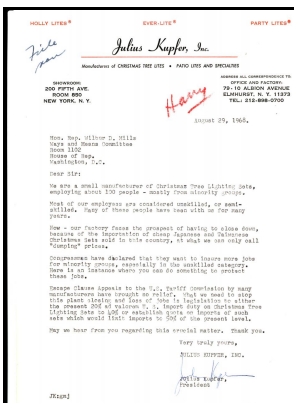 HOLLY LITES® EVER-LITE® PARTY LITES®
Julius Kupfer, Inc.
Manufacturers of CHRISTMAS TREE LITES • PATIO LITES and SPECIALTIES
SHOWROOM:
200 FIFTH AVE.
ROOM 850
NEW YORK, N. Y.
ADDRESS ALL CORRESPONDENCE TO
OFFICE AND FACTORY:
79-10 ALBION AVENUE
ELMHURST, N. Y. 11373
TEL.: 212-898-0700
Harry
August 29, 1968.
Hon. Rep. Wilbur D. Mills
Ways and Means Committee
Room 1102
House of Rep.
Washington, D.C.
Dear Sir:
We are a small manufacturer of Christmas Tree Lighting Sets,
employing about 100 people - mostly from minority-
groups.
Most of our employees are considered unskilled, or semi-
skilled. Many of these people have been with us for many
years.
Now - our factory faces the prospect of having to close down,
because of the importation of cheap Japanese and Taiwanese
Christmas Sets sold in this country, at what we can only call
"dumping" prices.
Congressmen have declared that they want to insure more jobs
for minority groups, especially in the unskilled category.
Here is an instance where you can do something to protect
these jobs.
Escape Clause Appeals to the U.S. Tariff Commission by many
manufacturers have brought no relief. What we need to stop
this plant closing and loss of jobs is legislation to either
the present 20% ad valorem U. S. import duty on Christmas Tree
Lighting Sets to 40% or establish quota on imports of such
sets which would limit imports to 50% of the present level.
May we hear from you regarding this crucial matter. Thank you.
Very truly yours,
JULIUS KUPFER, INC.
Julius Kupfer,
President
JK:gmj